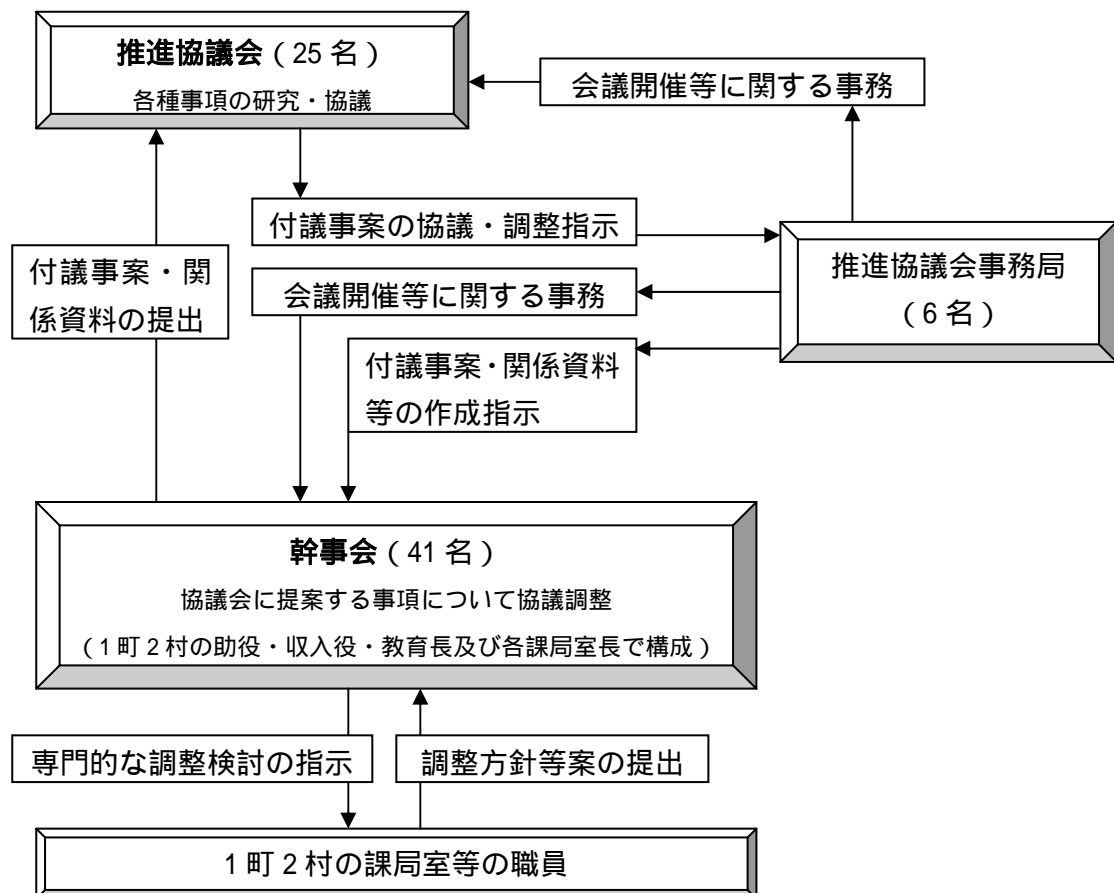 推進協議会（25名）
各種事項の研究・協議
会議開催等に関する事務
付議事案の協議・調整指示
推進協議会事務局
（6名）
付議事案・関
係資料の提出
会議開催等に関する事務
付議事案・関係資料
等の作成指示
幹事会（41名）
協議会に提案する事項について協議調整
（1町2村の助役・収入役・教育長及び各課局室長で構成）
専門的な調整検討の指示
調整方針等案の提出
1町2村の課局室等の職員